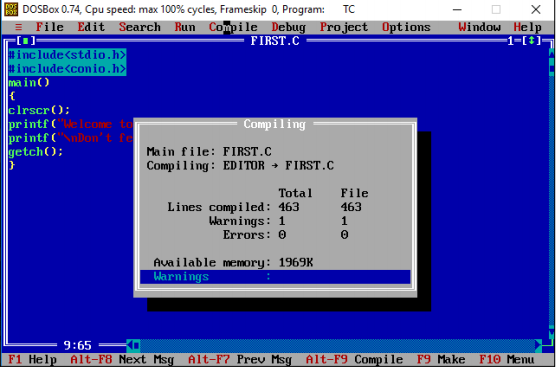 DOSBox 0.74, Cpu speed: max 100% cycles, Frameskip 0, Program: TC
≡ File Edit Search Run Compile Debug Project Options Window Help
[■] FIRST.C 1=[↕]
#include<stdio.h>
#include<conio.h>
main()
{
clrscr();
printf("Welcome to
printf("\nDon't fe
getch();
}
Compiling
Main file: FIRST.C
Compiling: EDITOR → FIRST.C
Total File
Lines compiled: 463 463
Warnings: 1 1
Errors: 0 0
Available memory: 1969K
Warnings :
9:65
F1 Help Alt-F8 Next Msg Alt-F7 Prev Msg Alt-F9 Compile F9 Make F10 Menu